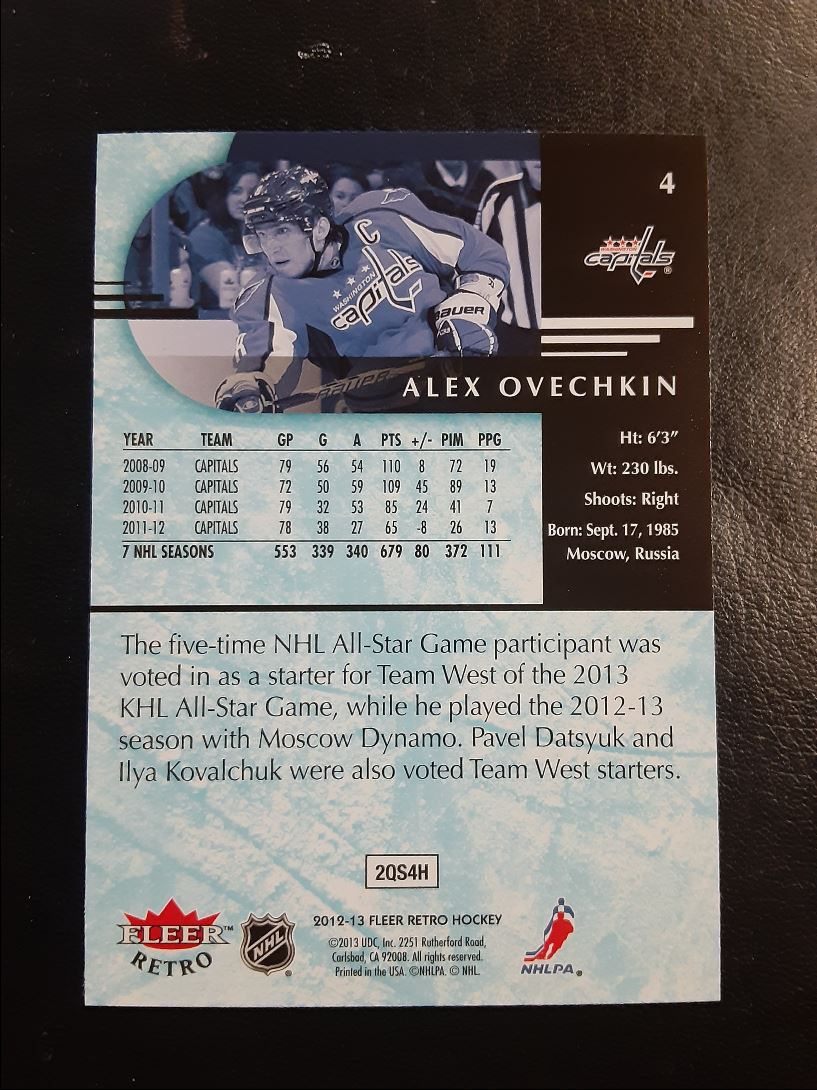 4
WASHINGTON
capitals®
C
WASHINGTON
capitals
BAUER
BAUER
ALEX OVECHKIN
YEAR TEAM GP G A PTS +/- PIM PPG
2008-09 CAPITALS 79 56 54 110 8 72 19
2009-10 CAPITALS 72 50 59 109 45 89 13
2010-11 CAPITALS 79 32 53 85 24 41 7
2011-12 CAPITALS 78 38 27 65 -8 26 13
7 NHL SEASONS 553 339 340 679 80 372 111
Ht: 6'3"
Wt: 230 lbs.
Shoots: Right
Born: Sept. 17, 1985
Moscow, Russia
The five-time NHL All-Star Game participant was
voted in as a starter for Team West of the 2013
KHL All-Star Game, while he played the 2012-13
season with Moscow Dynamo. Pavel Datsyuk and
Ilya Kovalchuk were also voted Team West starters.
2QS4H
FLEER™
RETRO
NHL®
2012-13 FLEER RETRO HOCKEY
©2013 UDC, Inc. 2251 Rutherford Road,
Carlsbad, CA 92008. All rights reserved.
Printed in the USA. ©NHLPA. © NHL.
NHLPA®